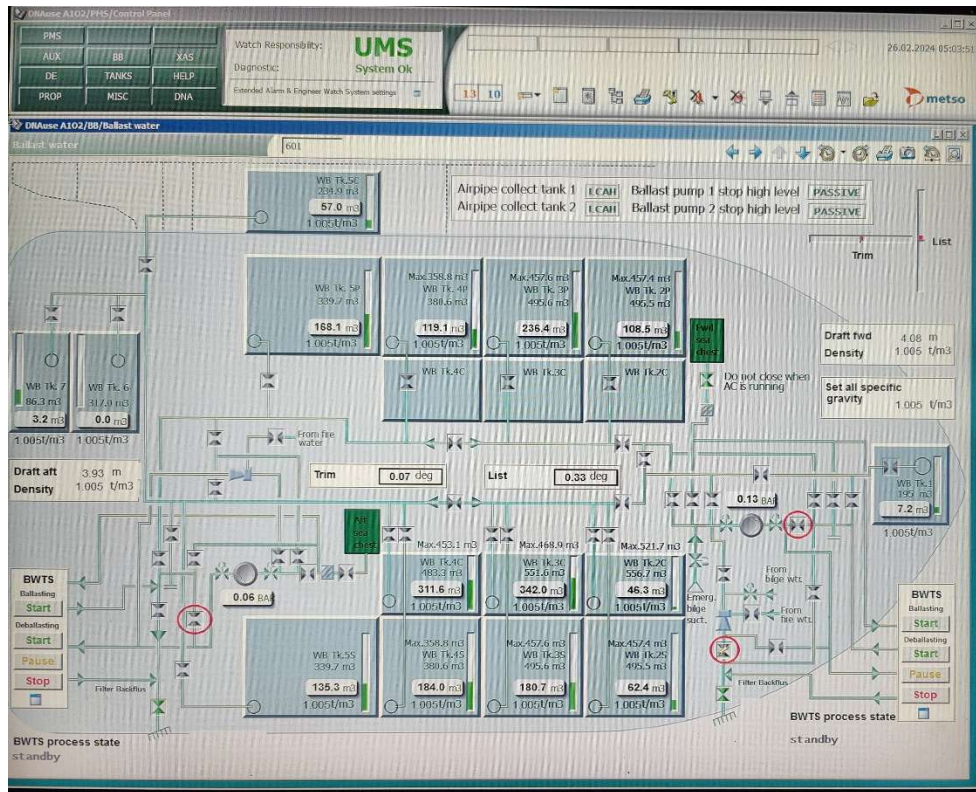 DNAuse A102/PMS/Control Panel
PMS
AUX BB XAS
DE TANKS HELP
PROP MISC DNA
Watch Responsibility: UMS
Diagnostic: System Ok
Extended Alarm & Engineer Watch System settings
13 10
26.02.2024 05:03:51
metso
DNAuse A102/BB/Ballast water
Ballast water 601
Airpipe collect tank 1 LCAH Ballast pump 1 stop high level PASSIVE
Airpipe collect tank 2 LCAH Ballast pump 2 stop high level PASSIVE
List
Trim
WB Tk.5C
234.9 m3
57.0 m3
1.005t/m3
WB Tk. 5P
339.7 m3
168.1 m3
1.005t/m3
Max.358.8 m3
WB Tk. 4P
380.6 m3
119.1 m3
1.005t/m3
Max.457.6 m3
WB Tk. 3P
495.6 m3
236.4 m3
1.005t/m3
Max.457.4 m3
WB Tk. 2P
495.5 m3
108.5 m3
1.005t/m3
Fwd
sea
chest
Draft fwd 4.08 m
Density 1.005 t/m3
Set all specific
gravity 1.005 t/m3
WB Tk. 7
86.3 m3
3.2 m3
1.005t/m3
WB Tk. 6
317.9 m3
0.0 m3
1.005t/m3
WB Tk.4C
WB Tk.3C
WB Tk.2C
Do not close when
AC is running
From fire
water
Draft aft 3.93 m
Density 1.005 t/m3
Trim 0.07 deg
List 0.33 deg
WB Tk.1
195 m3
7.2 m3
1.005t/m3
0.13 BAR
Aft
sea
chest
0.06 BAR
Max.453.1 m3
WB Tk.4C
483.3 m3
311.6 m3
1.005t/m3
Max.468.9 m3
WB Tk.3C
551.6 m3
342.0 m3
1.005t/m3
Max.521.7 m3
WB Tk.2C
556.7 m3
46.3 m3
1.005t/m3
Emerg.
bilge
suct.
From
bilge wtr.
From
fire wtr.
BWTS
Ballasting
Start
Deballasting
Start
Pause
Stop
Filter Backflus
BWTS process state
standby
WB Tk.5S
339.7 m3
135.3 m3
1.005t/m3
Max.358.8 m3
WB Tk.4S
380.6 m3
184.0 m3
1.005t/m3
Max.457.6 m3
WB Tk.3S
495.6 m3
180.7 m3
1.005t/m3
Max.457.4 m3
WB Tk.2S
495.5 m3
62.4 m3
1.005t/m3
BWTS
Ballasting
Start
Deballasting
Start
Pause
Stop
Filter Backflus
BWTS process state
standby